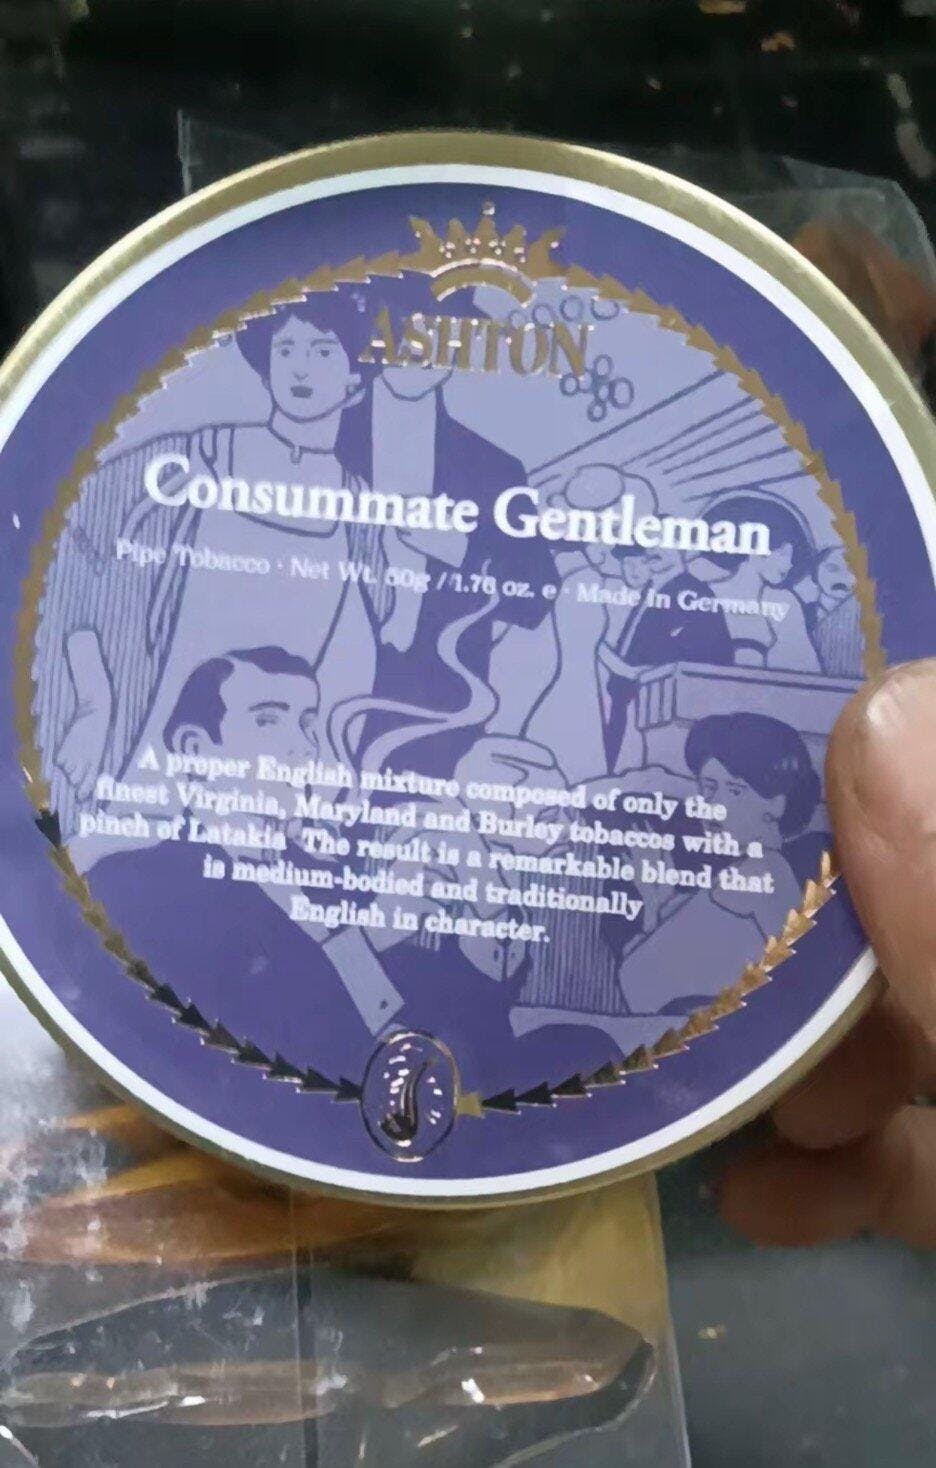 ASHTON
Consummate Gentleman
Pipe Tobacco · Net Wt. 50g / 1.76 oz. e · Made in Germany
A proper English mixture composed of only the
finest Virginia, Maryland and Burley tobaccos with a
pinch of Latakia The result is a remarkable blend that
is medium-bodied and traditionally
English in character.